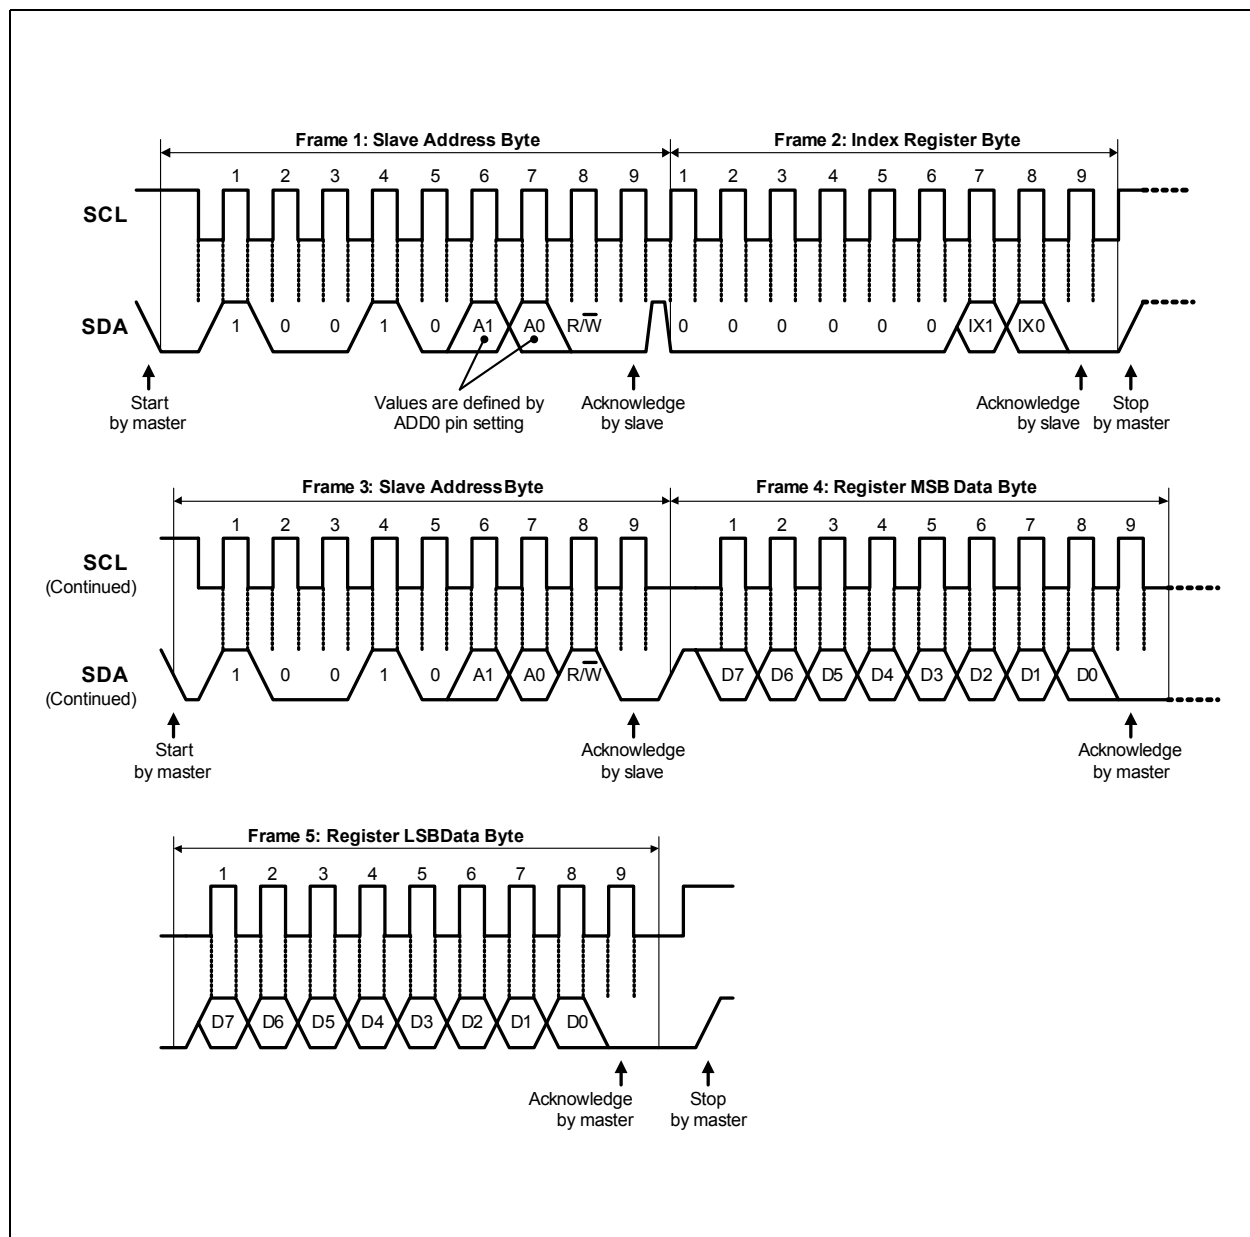 Frame 1: Slave Address Byte Frame 2: Index Register Byte
1 2 3 4 5 6 7 8 9 1 2 3 4 5 6 7 8 9
SCL
SDA 1 0 0 1 0 A1 A0 R/W̅ 0 0 0 0 0 0 IX1 IX0
Start by master
Values are defined by ADD0 pin setting
Acknowledge by slave
Acknowledge by slave
Stop by master
Frame 3: Slave Address Byte Frame 4: Register MSB Data Byte
1 2 3 4 5 6 7 8 9 1 2 3 4 5 6 7 8 9
SCL
(Continued)
SDA 1 0 0 1 0 A1 A0 R/W̅ D7 D6 D5 D4 D3 D2 D1 D0
(Continued)
Start by master
Acknowledge by slave
Acknowledge by master
Frame 5: Register LSB Data Byte
1 2 3 4 5 6 7 8 9
D7 D6 D5 D4 D3 D2 D1 D0
Acknowledge by master
Stop by master